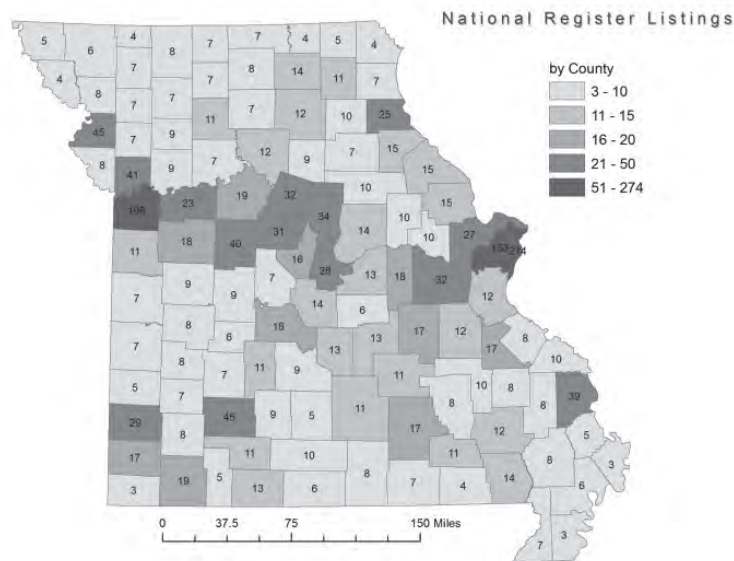 National Register Listings
by County
3 - 10
11 - 15
16 - 20
21 - 50
51 - 274
5 6 4 8 7 7 4 5 4
4 8 7 7 7 8 14 11 7
7 7 11 7 12 10 25
45 7 9 7 12 9 7 15
8 41 9 10 15
23 19 32 34 10 15
11 18 40 31 16 14 10 27
7 9 9 7 28 13 18 32 12
7 8 6 18 14 6 17 12 17 8
5 8 7 11 9 13 13 11 10 8 8 10
29 7 45 9 5 11 8 39
17 8 11 10 17 11 12 5
3 19 5 13 6 8 7 4 14 8 3
6
7 3
0 37.5 75 150 Miles